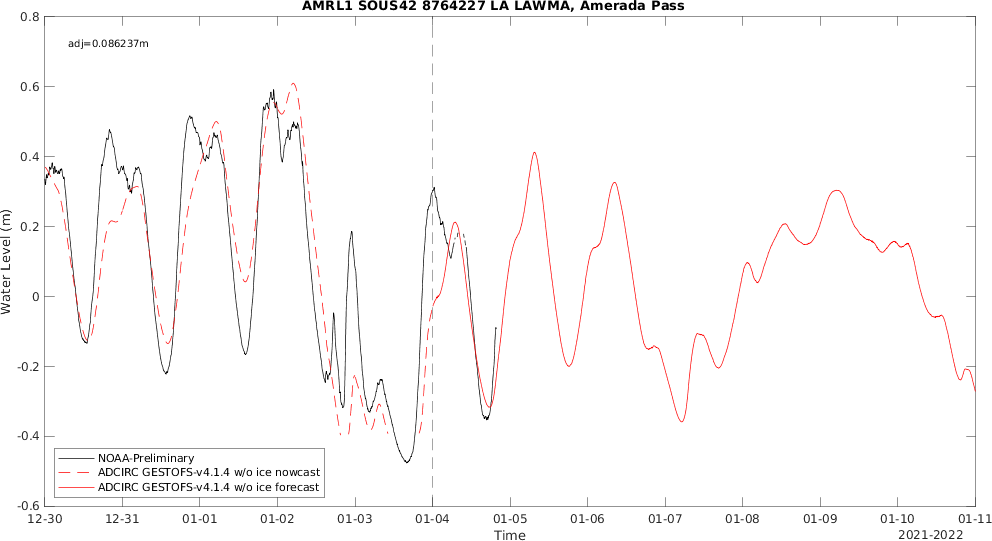 AMRL1 SOUS42 8764227 LA LAWMA, Amerada Pass
adj=0.086237m
0.8
0.6
0.4
0.2
0
-0.2
-0.4
-0.6
Water Level (m)
NOAA-Preliminary
ADCIRC GESTOFS-v4.1.4 w/o ice nowcast
ADCIRC GESTOFS-v4.1.4 w/o ice forecast
12-30 12-31 01-01 01-02 01-03 01-04 01-05 01-06 01-07 01-08 01-09 01-10 01-11
Time
2021-2022